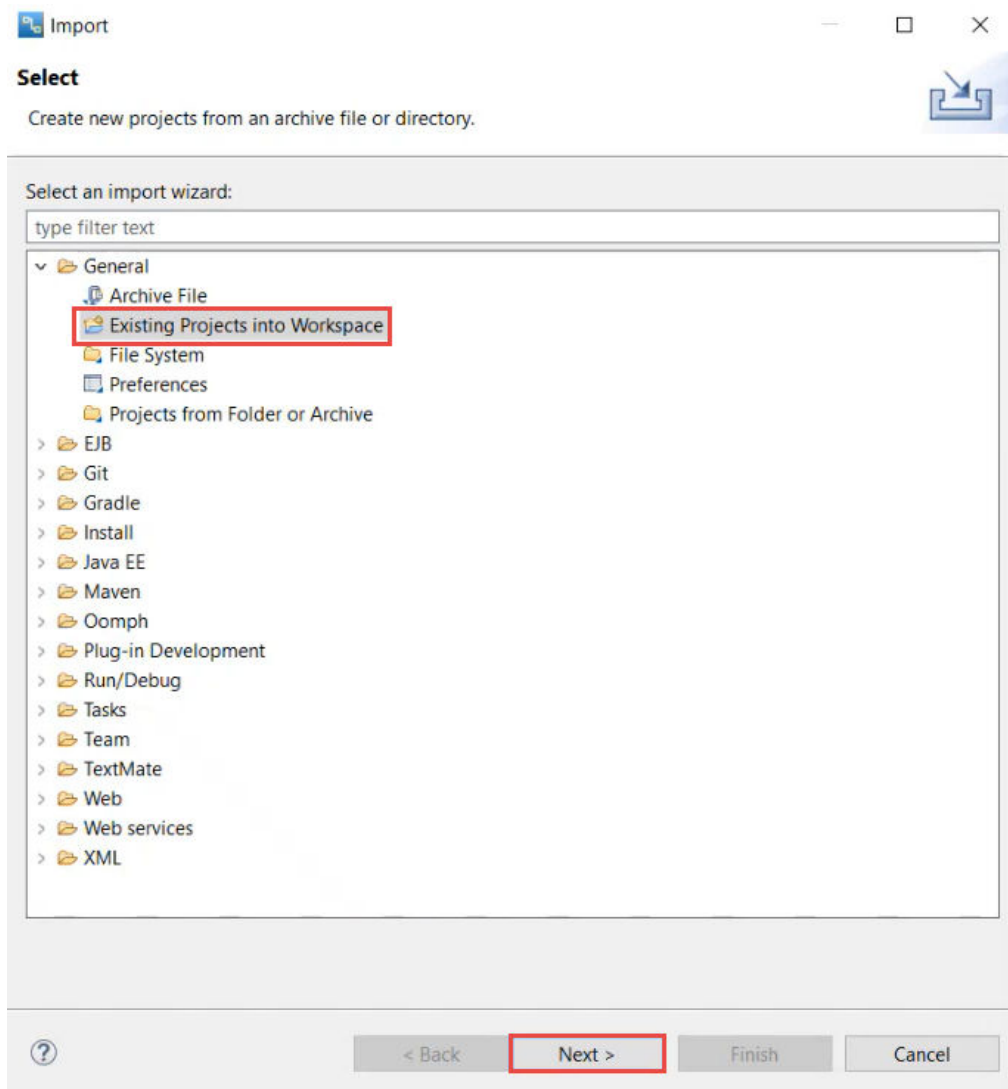 Import
Select
Create new projects from an archive file or directory.
Select an import wizard:
type filter text
General
Archive File
Existing Projects into Workspace
File System
Preferences
Projects from Folder or Archive
EJB
Git
Gradle
Install
Java EE
Maven
Oomph
Plug-in Development
Run/Debug
Tasks
Team
TextMate
Web
Web services
XML
? < Back Next > Finish Cancel